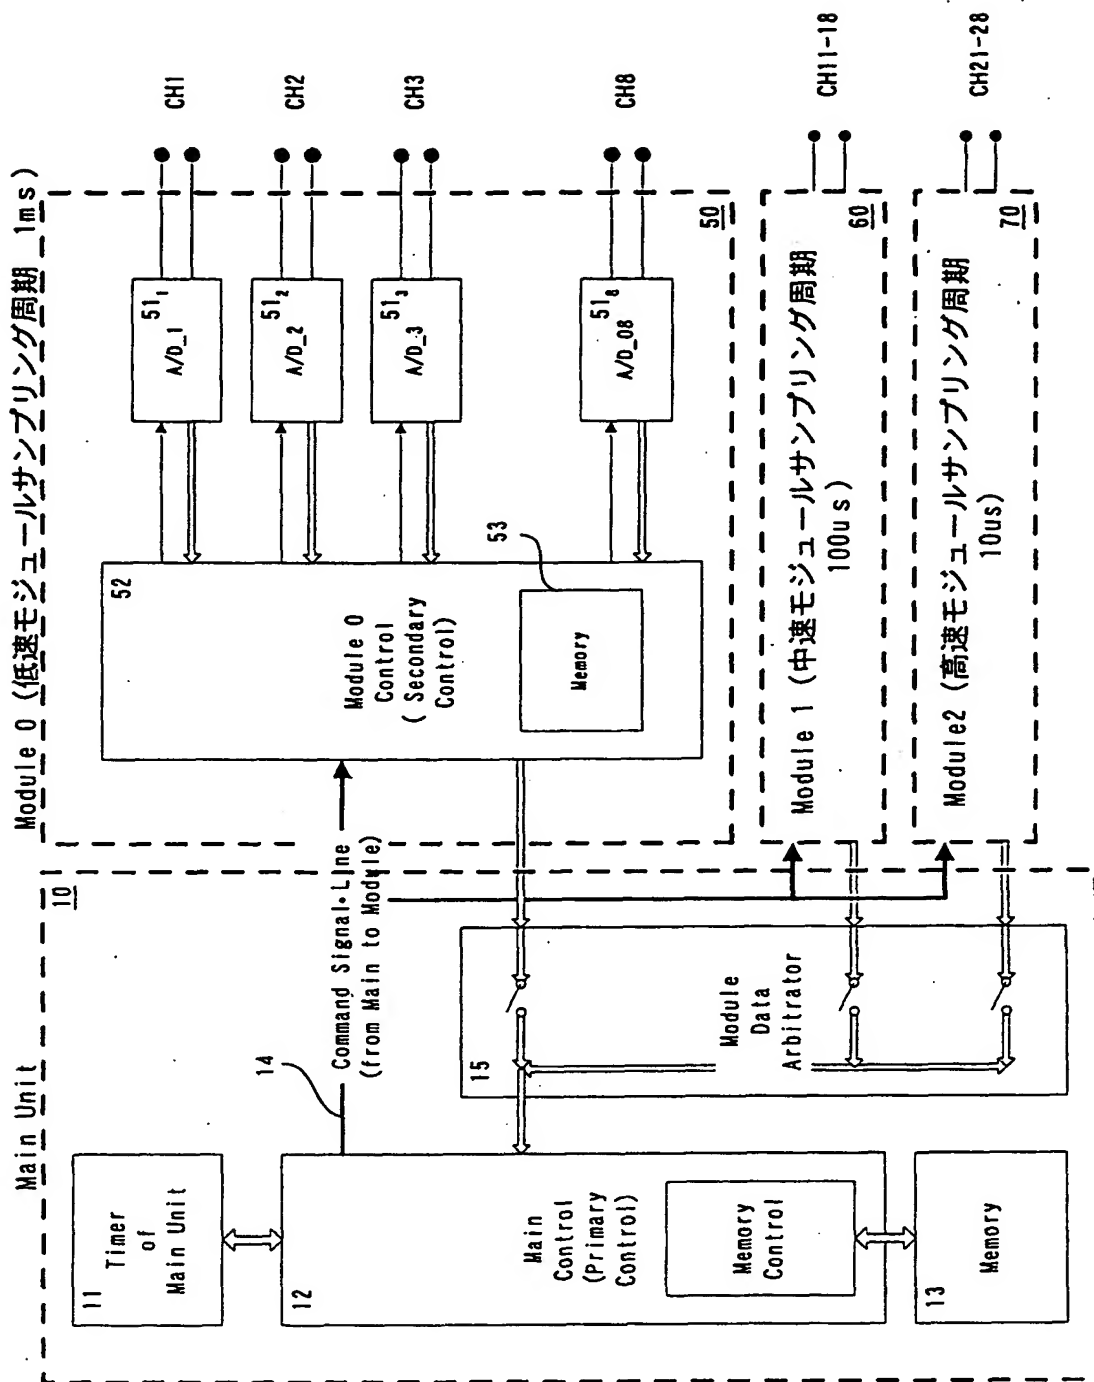 Main Unit
10
11
Timer
of
Main Unit
12
Main
Control
(Primary
Control)
Memory
Control
13
Memory
14
Command Signal Line
(from Main to Module)
15
Module
Data
Arbitrator
Module 0 (低速モジュールサンプリング周期 1ms)
52
Module 0
Control
( Secondary
Control)
53
Memory
51₁
A/D_1
51₂
A/D_2
51₃
A/D_3
51₈
A/D_08
50
CH1
CH2
CH3
CH8
Module 1 (中速モジュールサンプリング周期
100us)
60
CH11-18
Module2 (高速モジュールサンプリング周期
10us)
70
CH21-28